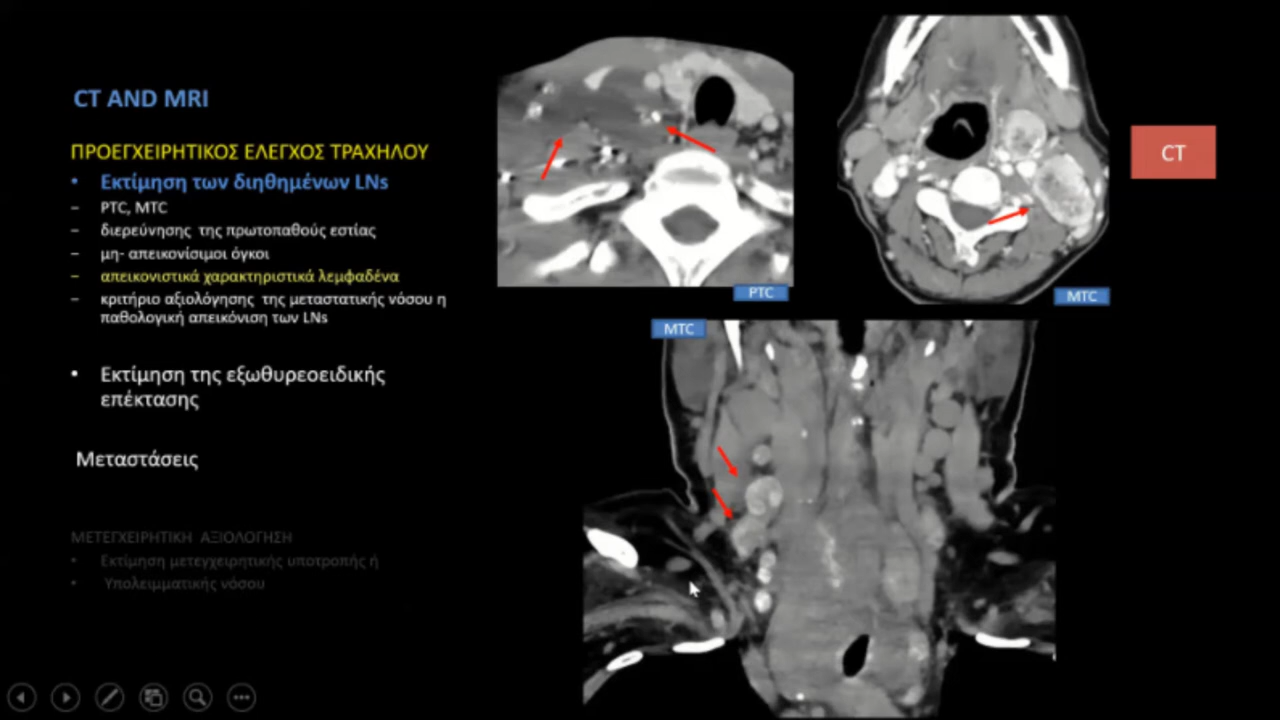 CT AND MRI
ΠΡΟΕΓΧΕΙΡΗΤΙΚΟΣ ΕΛΕΓΧΟΣ ΤΡΑΧΗΛΟΥ
• Εκτίμηση των διηθημένων LNs
– PTC, MTC
– διερεύνησης της πρωτοπαθούς εστίας
– μη- απεικονίσιμοι όγκοι
– απεικονιστικά χαρακτηριστικά λεμφαδένα
– κριτήριο αξιολόγησης της μεταστατικής νόσου η
παθολογική απεικόνιση των LNs
• Εκτίμηση της εξωθυρεοειδικής
επέκτασης
Μεταστάσεις
ΜΕΤΕΓΧΕΙΡΗΤΙΚΗ ΑΞΙΟΛΟΓΗΣΗ
• Εκτίμηση μετεγχειρητικής υποτροπής ή
• Υπολειμματικής νόσου
PTC
MTC
CT
MTC